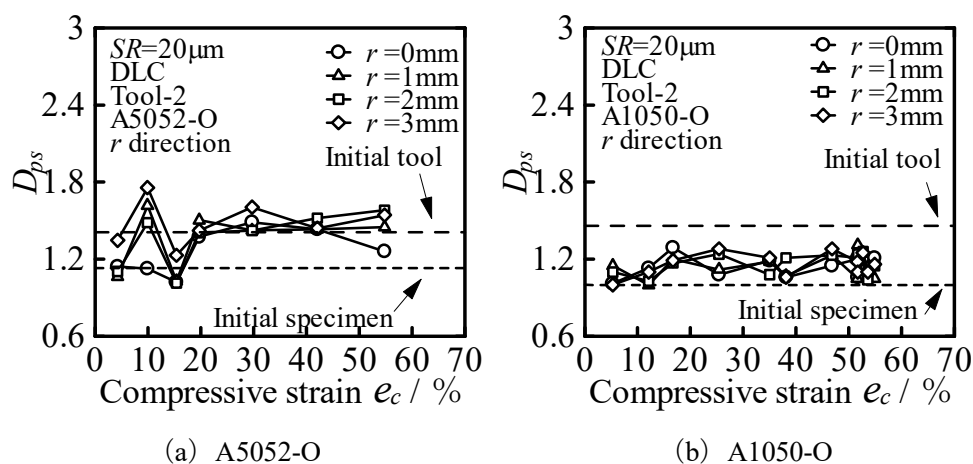 3
2.4
1.8
1.2
0.6
D_ps
SR=20μm
DLC
Tool-2
A5052-O
r direction
r =0mm
r =1mm
r =2mm
r =3mm
Initial tool
Initial specimen
0 10 20 30 40 50 60 70
Compressive strain e_c / %
(a) A5052-O
3
2.4
1.8
1.2
0.6
D_ps
SR=20μm
DLC
Tool-2
A1050-O
r direction
r =0mm
r =1mm
r =2mm
r =3mm
Initial tool
Initial specimen
0 10 20 30 40 50 60 70
Compressive strain e_c / %
(b) A1050-O